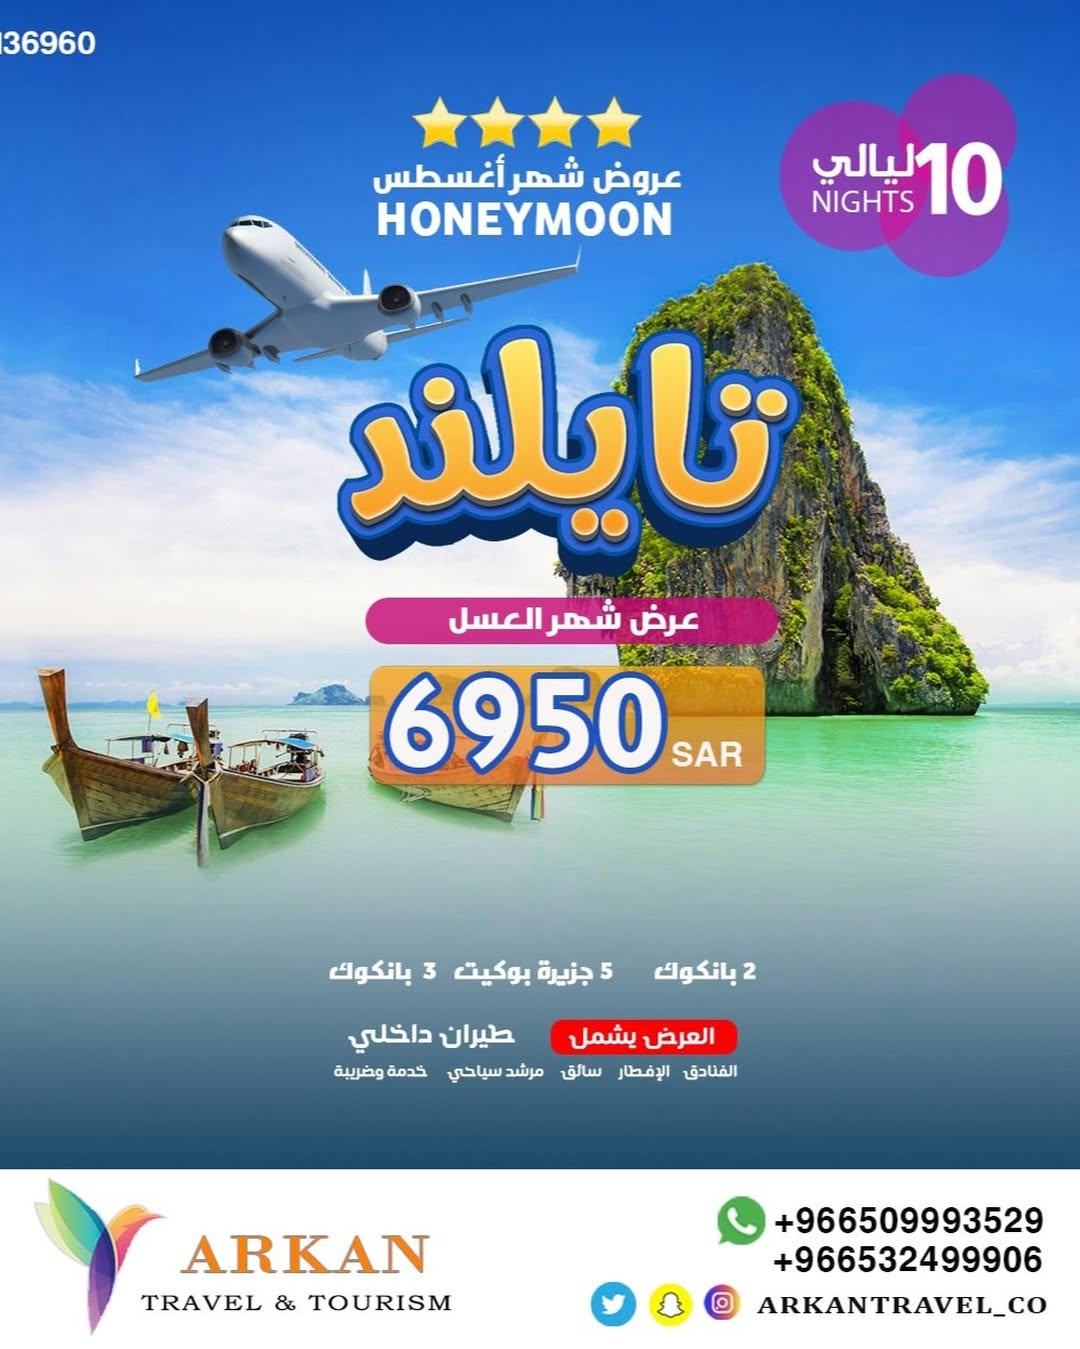 136960
10 ليالي
NIGHTS
عروض شهر أغسطس
HONEYMOON
تايلند
عرض شهر العسل
6950 SAR
2 بانكوك 5 جزيرة بوكيت 3 بانكوك
العرض يشمل طيران داخلي
الفنادق الإفطار سائق مرشد سياحي خدمة وضريبة
ARKAN
TRAVEL & TOURISM
+966509993529
+966532499906
ARKANTRAVEL_CO